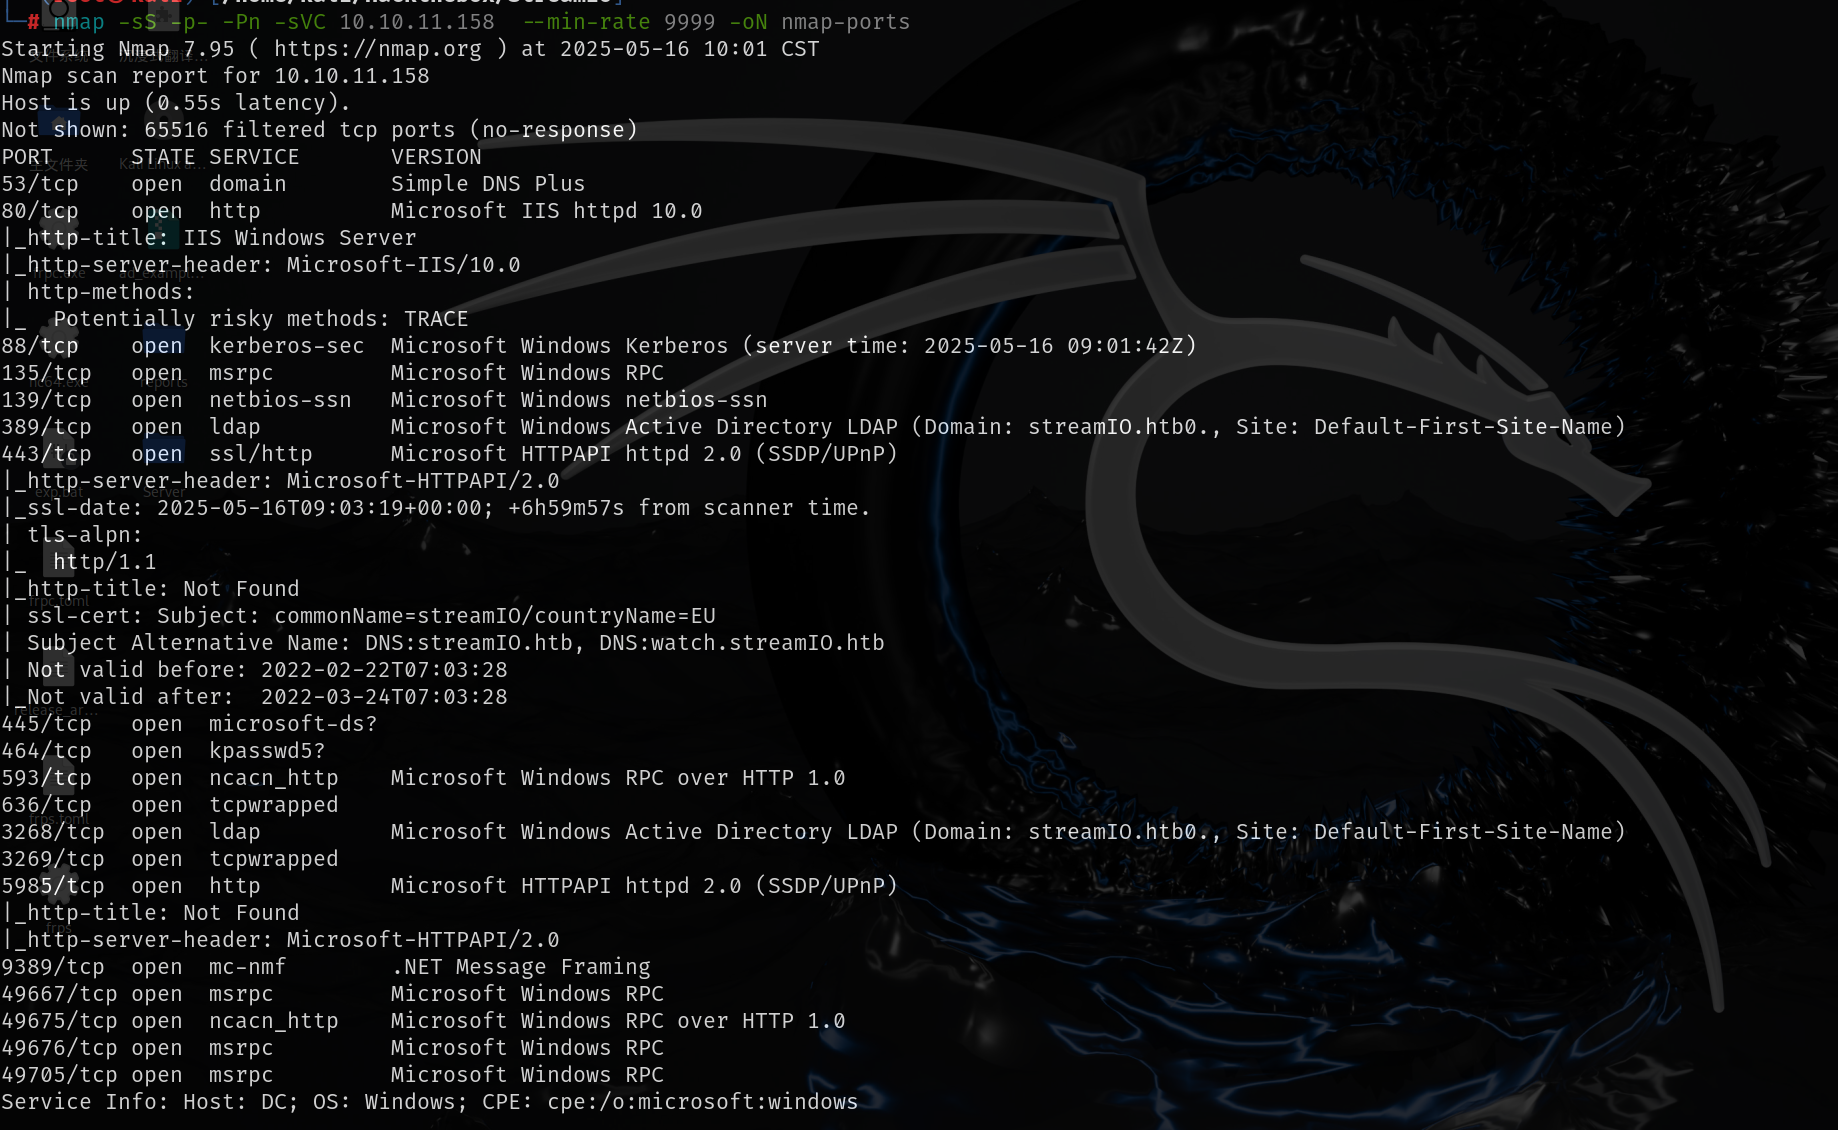 # nmap -sS -p- -Pn -sVC 10.10.11.158  --min-rate 9999 -oN nmap-ports
Starting Nmap 7.95 ( https://nmap.org ) at 2025-05-16 10:01 CST
Nmap scan report for 10.10.11.158
Host is up (0.55s latency).
Not shown: 65516 filtered tcp ports (no-response)
PORT      STATE SERVICE       VERSION
53/tcp    open  domain        Simple DNS Plus
80/tcp    open  http          Microsoft IIS httpd 10.0
|_http-title: IIS Windows Server
|_http-server-header: Microsoft-IIS/10.0
| http-methods:
|_  Potentially risky methods: TRACE
88/tcp    open  kerberos-sec  Microsoft Windows Kerberos (server time: 2025-05-16 09:01:42Z)
135/tcp   open  msrpc         Microsoft Windows RPC
139/tcp   open  netbios-ssn   Microsoft Windows netbios-ssn
389/tcp   open  ldap          Microsoft Windows Active Directory LDAP (Domain: streamIO.htb0., Site: Default-First-Site-Name)
443/tcp   open  ssl/http      Microsoft HTTPAPI httpd 2.0 (SSDP/UPnP)
|_http-server-header: Microsoft-HTTPAPI/2.0
|_ssl-date: 2025-05-16T09:03:19+00:00; +6h59m57s from scanner time.
| tls-alpn:
|_  http/1.1
|_http-title: Not Found
| ssl-cert: Subject: commonName=streamIO/countryName=EU
| Subject Alternative Name: DNS:streamIO.htb, DNS:watch.streamIO.htb
| Not valid before: 2022-02-22T07:03:28
|_Not valid after:  2022-03-24T07:03:28
445/tcp   open  microsoft-ds?
464/tcp   open  kpasswd5?
593/tcp   open  ncacn_http    Microsoft Windows RPC over HTTP 1.0
636/tcp   open  tcpwrapped
3268/tcp  open  ldap          Microsoft Windows Active Directory LDAP (Domain: streamIO.htb0., Site: Default-First-Site-Name)
3269/tcp  open  tcpwrapped
5985/tcp  open  http          Microsoft HTTPAPI httpd 2.0 (SSDP/UPnP)
|_http-title: Not Found
|_http-server-header: Microsoft-HTTPAPI/2.0
9389/tcp  open  mc-nmf        .NET Message Framing
49667/tcp open  msrpc         Microsoft Windows RPC
49675/tcp open  ncacn_http    Microsoft Windows RPC over HTTP 1.0
49676/tcp open  msrpc         Microsoft Windows RPC
49705/tcp open  msrpc         Microsoft Windows RPC
Service Info: Host: DC; OS: Windows; CPE: cpe:/o:microsoft:windows